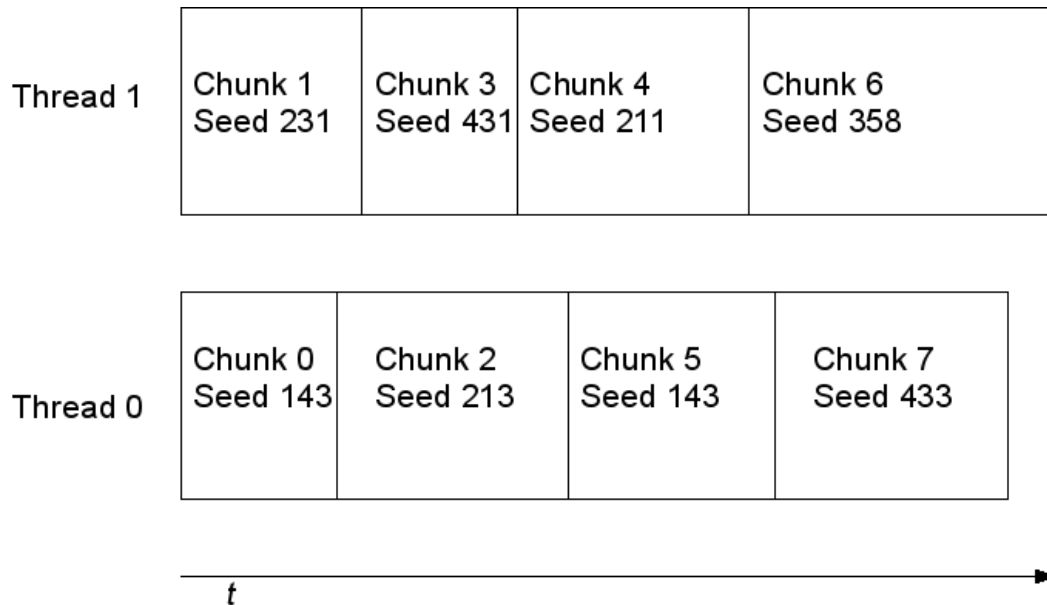 Thread 1
Chunk 1
Seed 231
Chunk 3
Seed 431
Chunk 4
Seed 211
Chunk 6
Seed 358
Thread 0
Chunk 0
Seed 143
Chunk 2
Seed 213
Chunk 5
Seed 143
Chunk 7
Seed 433
t